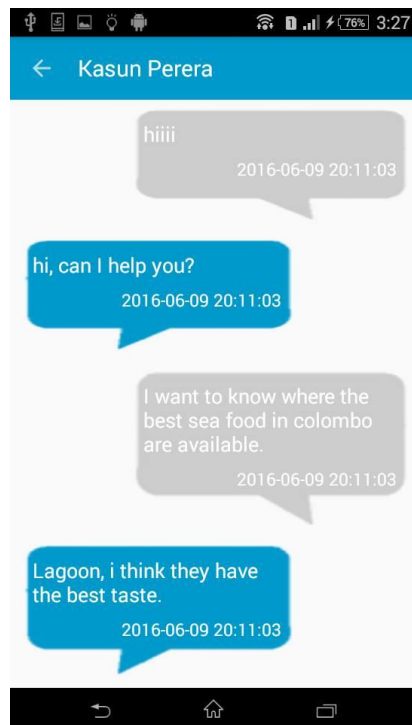 1 76% 3:27
Kasun Perera
hiiii
2016-06-09 20:11:03
hi, can I help you?
2016-06-09 20:11:03
I want to know where the
best sea food in colombo
are available.
2016-06-09 20:11:03
Lagoon, i think they have
the best taste.
2016-06-09 20:11:03